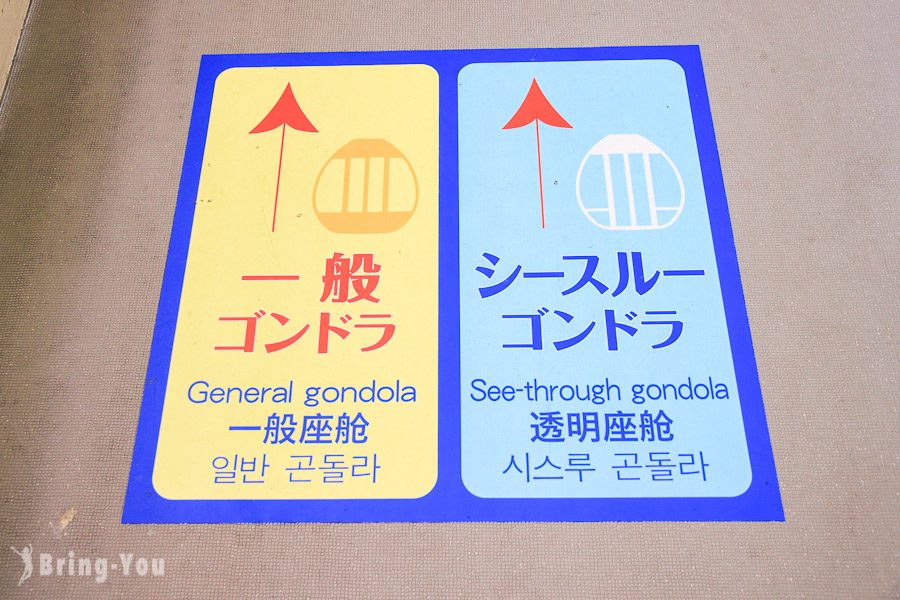 一般
ゴンドラ
General gondola
一般座舱
일반 곤돌라
シースルー
ゴンドラ
See-through gondola
透明座舱
시스루 곤돌라
Bring-You